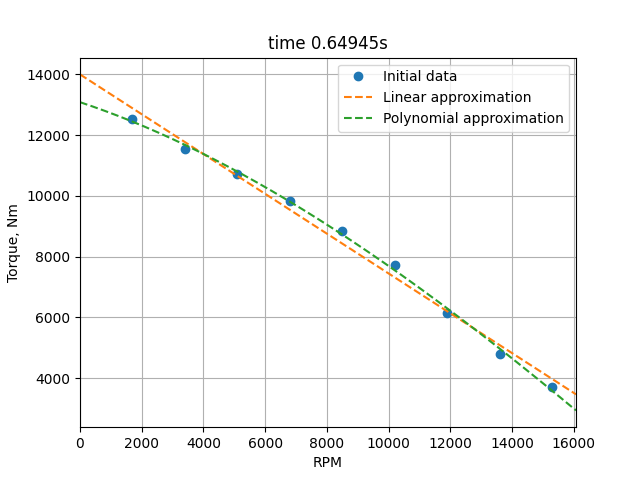 time 0.64945s
Initial data
Linear approximation
Polynomial approximation
14000
12000
10000
8000
6000
4000
Torque, Nm
0 2000 4000 6000 8000 10000 12000 14000 16000
RPM